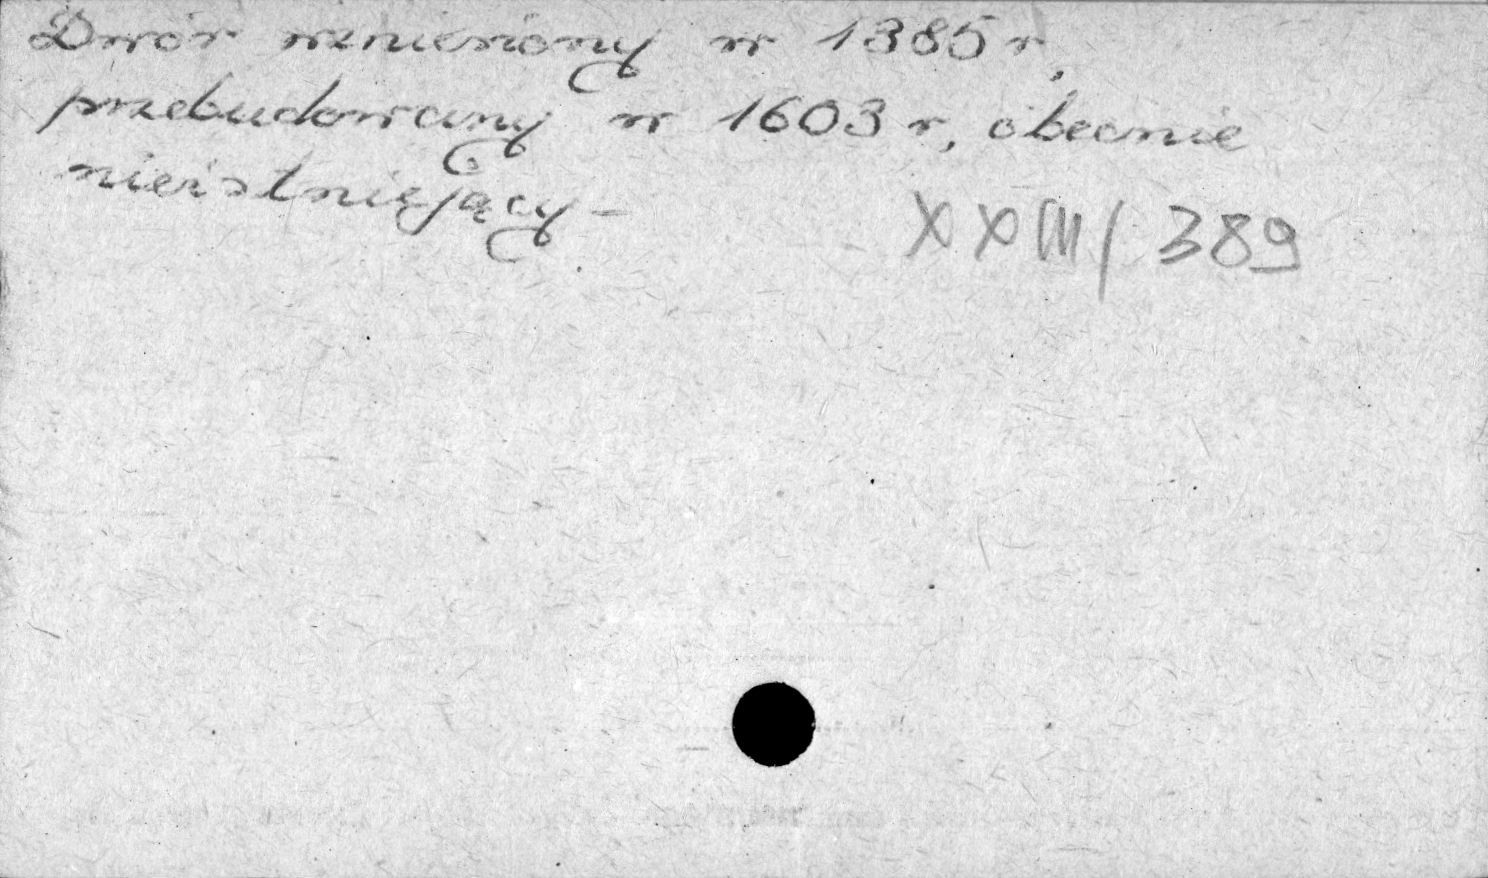 Dwór wzniesiony w 1385 r,
przebudowany w 1603 r, obecnie
nieistniejący –
XXIII/389